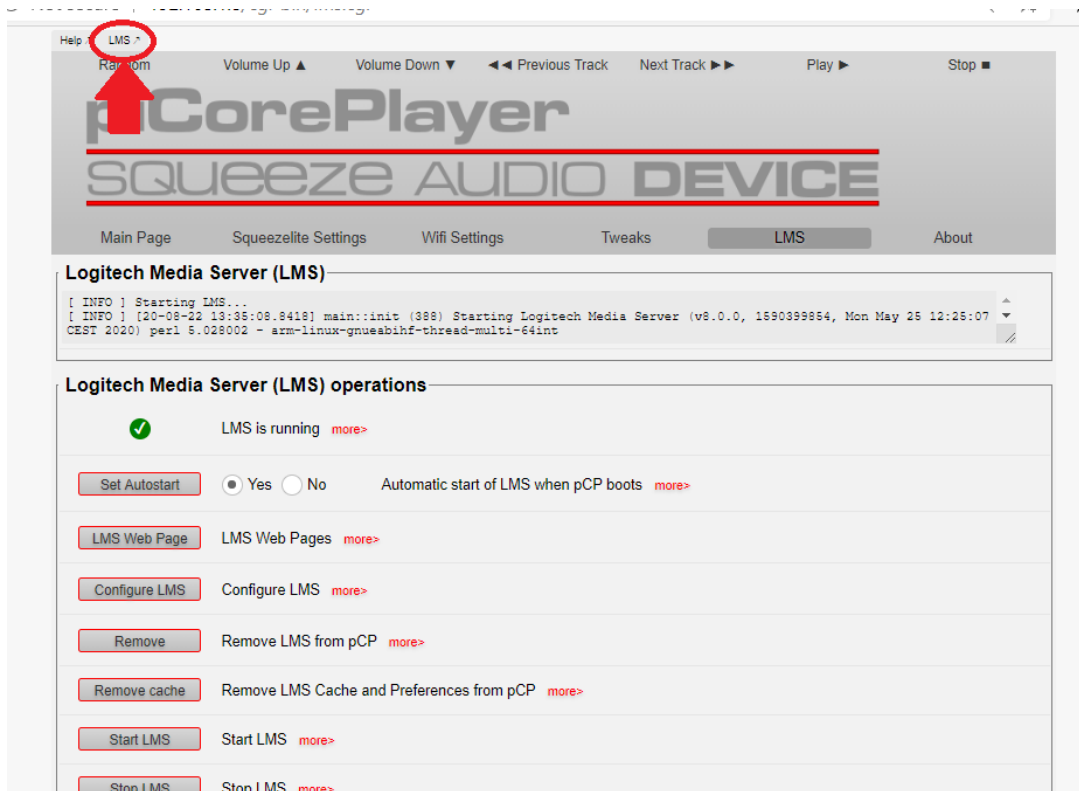 Help LMS
Random Volume Up ▲ Volume Down ▼ ◄◄ Previous Track Next Track ►► Play ► Stop ■
piCorePlayer
SQUEEZE AUDIO DEVICE
Main Page Squeezelite Settings Wifi Settings Tweaks LMS About
Logitech Media Server (LMS)
[ INFO ] Starting LMS...
[ INFO ] [20-08-22 13:35:08.8418] main::init (388) Starting Logitech Media Server (v8.0.0, 1590399854, Mon May 25 12:25:07
CEST 2020) perl 5.028002 - arm-linux-gnueabihf-thread-multi-64int
Logitech Media Server (LMS) operations
LMS is running more>
Set Autostart Yes No Automatic start of LMS when pCP boots more>
LMS Web Page LMS Web Pages more>
Configure LMS Configure LMS more>
Remove Remove LMS from pCP more>
Remove cache Remove LMS Cache and Preferences from pCP more>
Start LMS Start LMS more>
Stop LMS Stop LMS more>